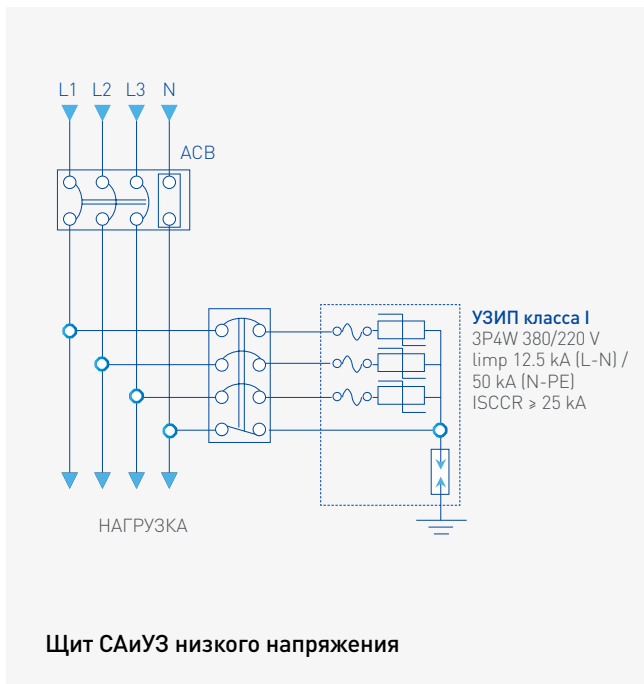 L1 L2 L3 N
ACB
УЗИП класса I
3P4W 380/220 V
limp 12.5 kA (L-N) /
50 kA (N-PE)
ISCCR ≥ 25 kA
НАГРУЗКА
Щит САиУЗ низкого напряжения